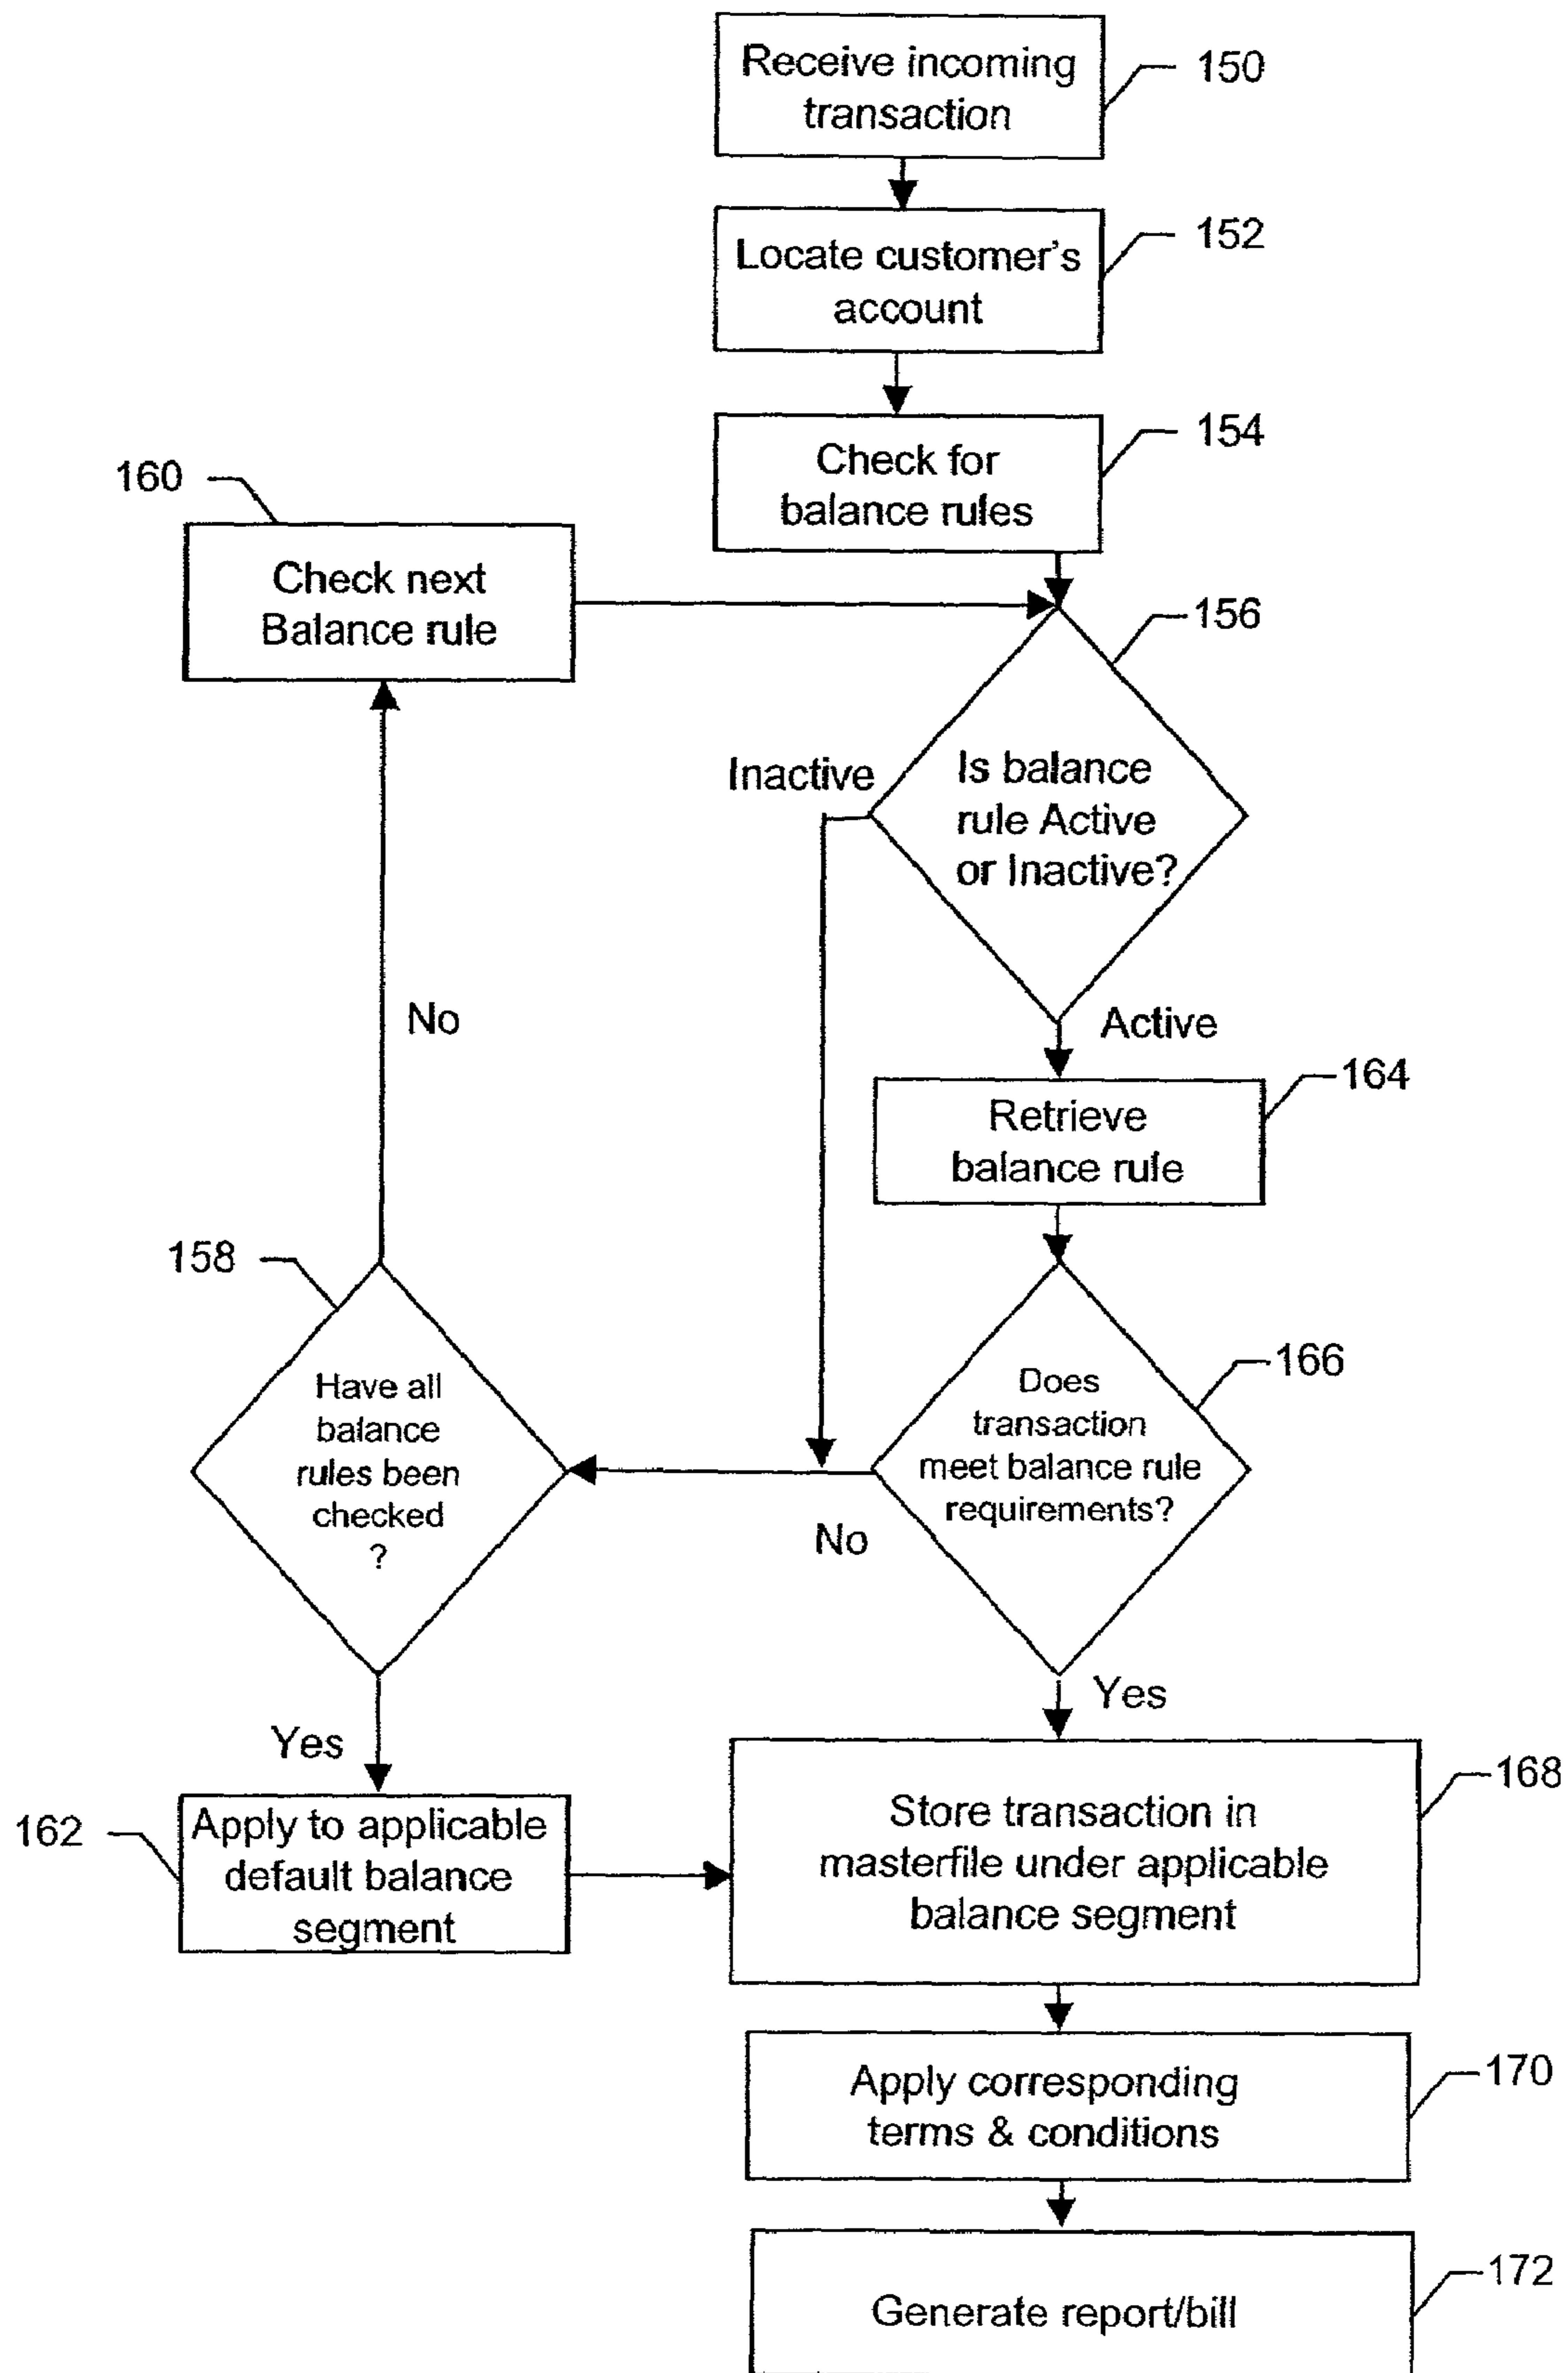 Receive incoming
transaction
150
Locate customer's
account
152
Check for
balance rules
154
160
Check next
Balance rule
156
Is balance
rule Active
or Inactive?
Inactive
Active
No
164
Retrieve
balance rule
158
Have all
balance
rules been
checked
?
166
Does
transaction
meet balance rule
requirements?
No
Yes
Yes
162
Apply to applicable
default balance
segment
168
Store transaction in
masterfile under applicable
balance segment
170
Apply corresponding
terms & conditions
172
Generate report/bill